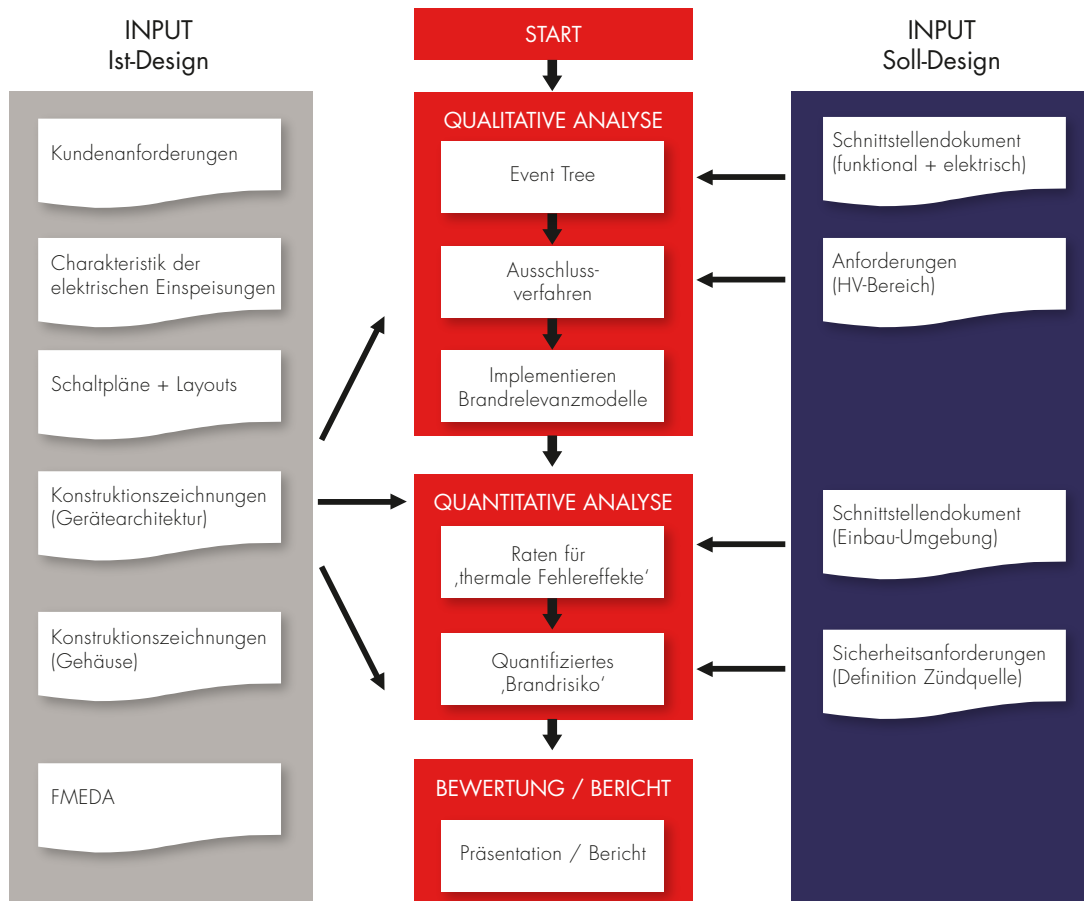 INPUT
Ist-Design
Kundenanforderungen
Charakteristik der
elektrischen Einspeisungen
Schaltpläne + Layouts
Konstruktionszeichnungen
(Gerätearchitektur)
Konstruktionszeichnungen
(Gehäuse)
FMEDA
START
QUALITATIVE ANALYSE
Event Tree
Ausschluss-
verfahren
Implementieren
Brandrelevanzmodelle
QUANTITATIVE ANALYSE
Raten für
‚thermale Fehlereffekte‘
Quantifiziertes
‚Brandrisiko‘
BEWERTUNG / BERICHT
Präsentation / Bericht
INPUT
Soll-Design
Schnittstellendokument
(funktional + elektrisch)
Anforderungen
(HV-Bereich)
Schnittstellendokument
(Einbau-Umgebung)
Sicherheitsanforderungen
(Definition Zündquelle)